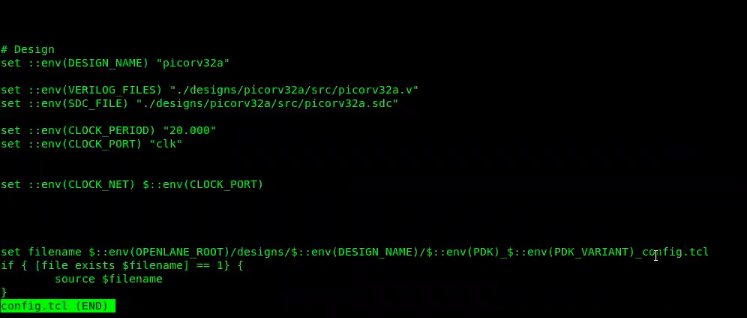 # Design
set ::env(DESIGN_NAME) "picorv32a"
set ::env(VERILOG_FILES) "./designs/picorv32a/src/picorv32a.v"
set ::env(SDC_FILE) "./designs/picorv32a/src/picorv32a.sdc"
set ::env(CLOCK_PERIOD) "20.000"
set ::env(CLOCK_PORT) "clk"
set ::env(CLOCK_NET) $::env(CLOCK_PORT)
set filename $::env(OPENLANE_ROOT)/designs/$::env(DESIGN_NAME)/$::env(PDK)_$::env(PDK_VARIANT)_config.tcl
if { [file exists $filename] == 1} {
        source $filename
}
config.tcl (END)